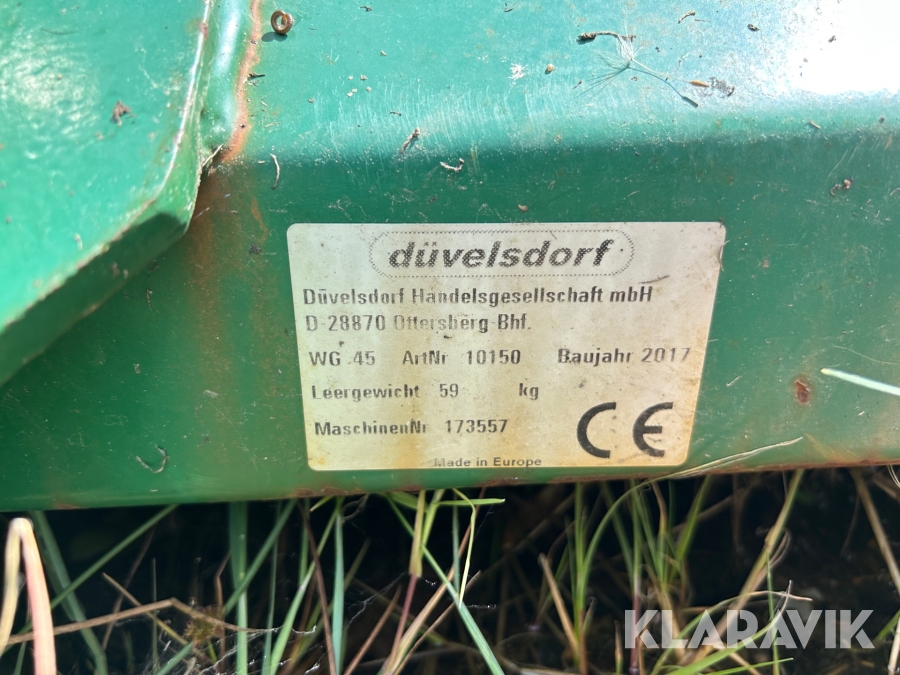 düvelsdorf
Düvelsdorf Handelsgesellschaft mbH
D-28870 Ottersberg-Bhf.
WG 45 ArtNr 10150 Baujahr 2017
Leergewicht 59 kg
MaschinenNr 173557
CE
Made in Europe
KLARAVIK